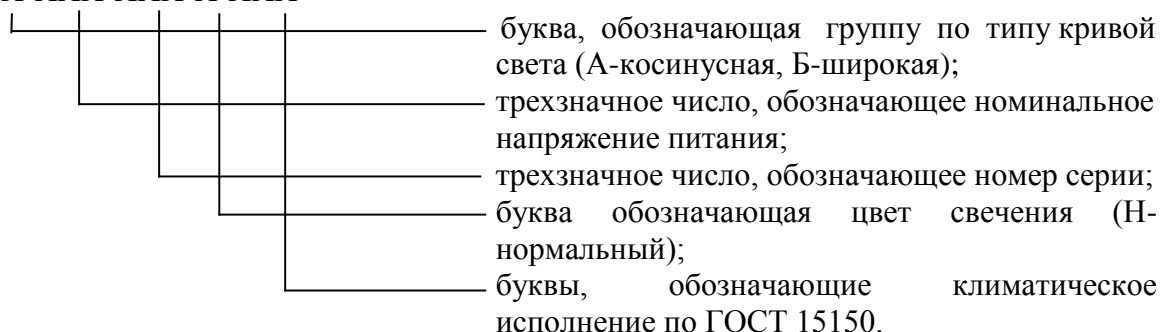 буква, обозначающая группу по типу кривой
света (А-косинусная, Б-широкая);
трехзначное число, обозначающее номинальное
напряжение питания;
трехзначное число, обозначающее номер серии;
буква обозначающая цвет свечения (Н-
нормальный);
буквы, обозначающие климатическое
исполнение по ГОСТ 15150.